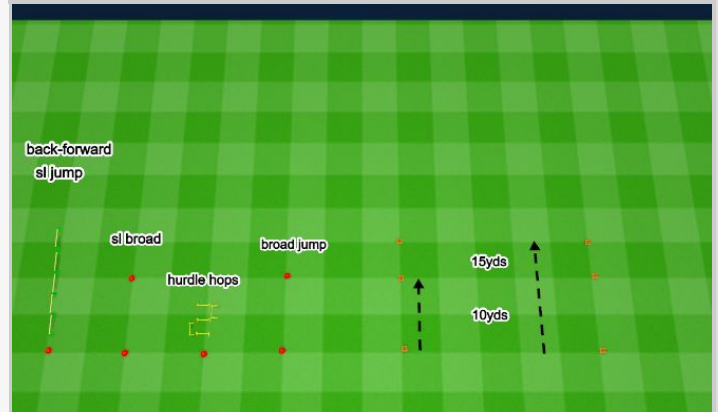 back-forward
sl jump
sl broad
hurdle hops
broad jump
15yds
10yds